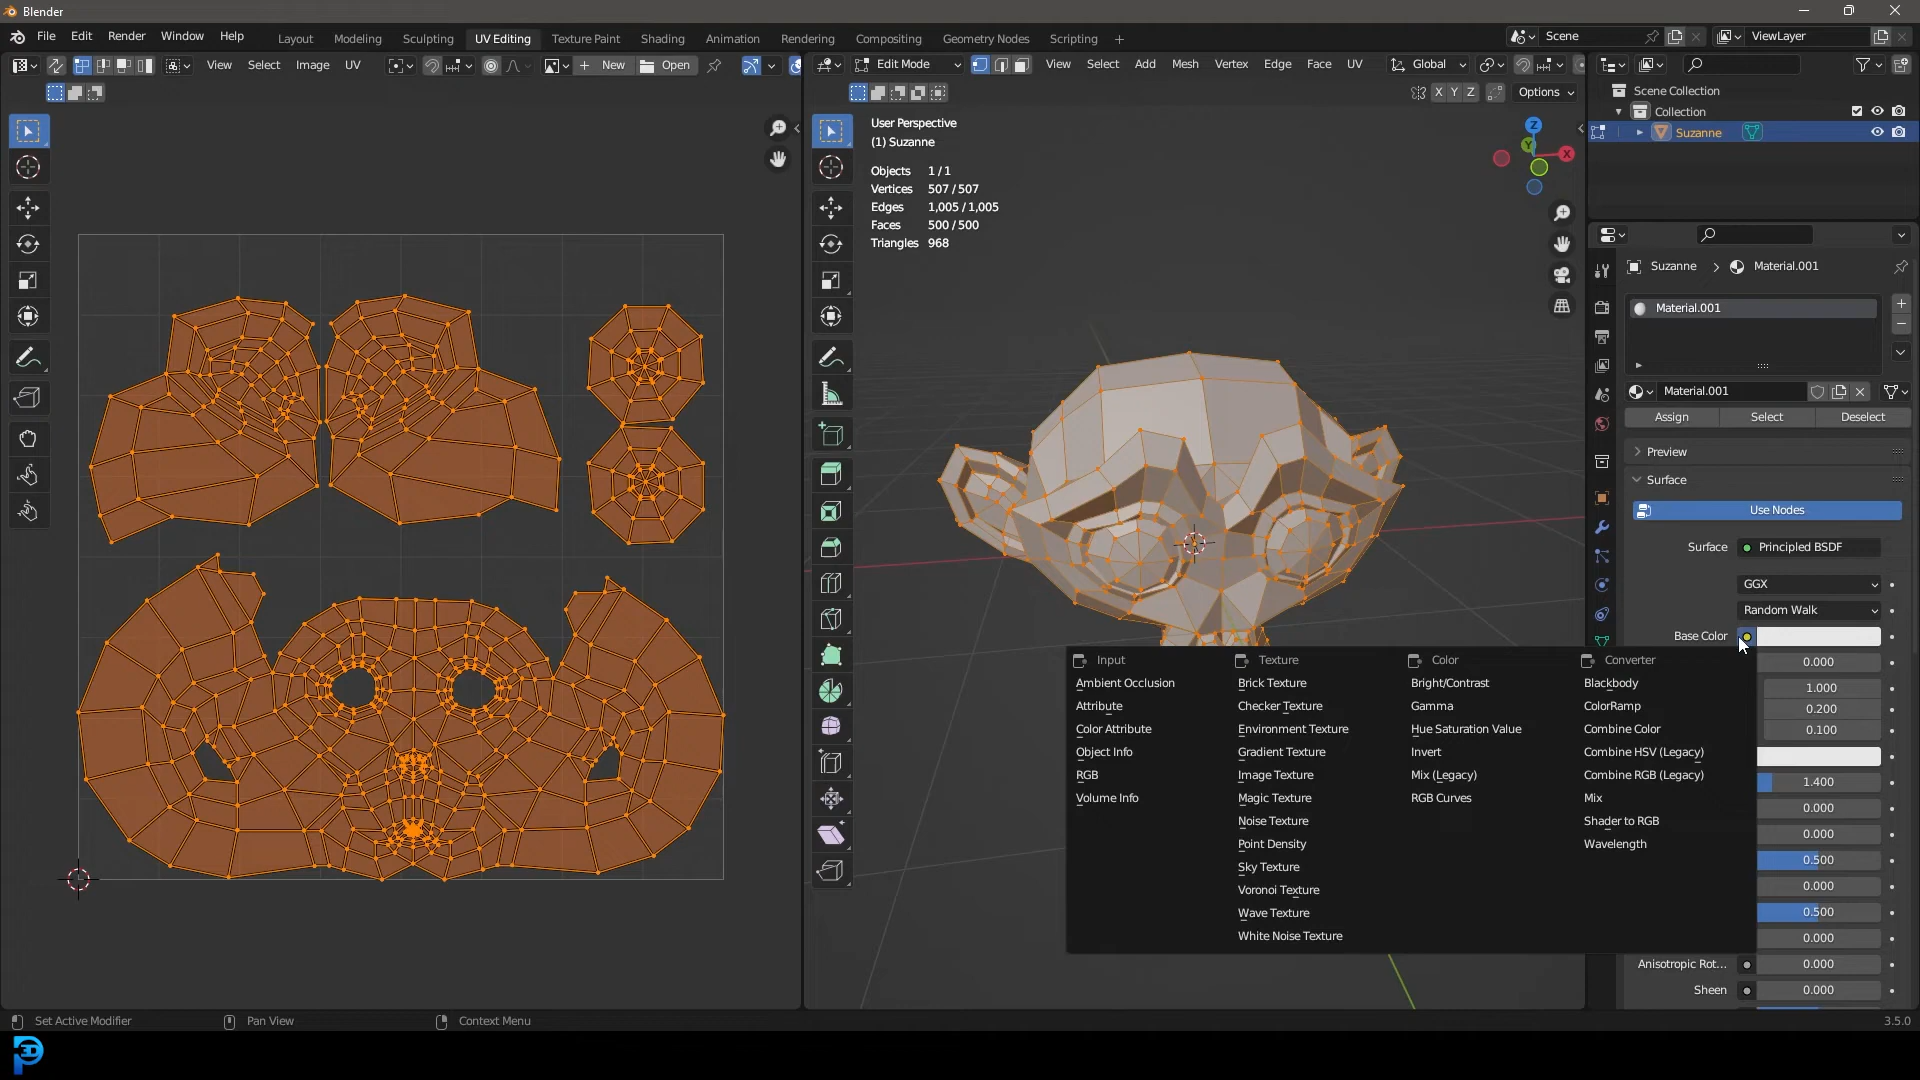 Blender
File Edit Render Window Help
Layout Modeling Sculpting UV Editing Texture Paint Shading Animation Rendering Compositing Geometry Nodes Scripting +
Scene
ViewLayer
View Select Image UV
New
Open
Edit Mode
View Select Add Mesh Vertex Edge Face UV
Global
X Y Z
Options
User Perspective
(1) Suzanne
Objects 1/1
Vertices 507/507
Edges 1,005/1,005
Faces 500/500
Triangles 968
Z
Y
X
Scene Collection
Collection
Suzanne
Suzanne > Material.001
Material.001
Material.001
Assign Select Deselect
Preview
Surface
Use Nodes
Surface Principled BSDF
GGX
Random Walk
Base Color
0.000
1.000
0.200
0.100
1.400
0.000
0.000
0.500
0.000
0.500
0.000
Anisotropic Rot... 0.000
Sheen 0.000
Input
Ambient Occlusion
Attribute
Color Attribute
Object Info
RGB
Volume Info
Texture
Brick Texture
Checker Texture
Environment Texture
Gradient Texture
Image Texture
Magic Texture
Noise Texture
Point Density
Sky Texture
Voronoi Texture
Wave Texture
White Noise Texture
Color
Bright/Contrast
Gamma
Hue Saturation Value
Invert
Mix (Legacy)
RGB Curves
Converter
Blackbody
ColorRamp
Combine Color
Combine HSV (Legacy)
Combine RGB (Legacy)
Mix
Shader to RGB
Wavelength
Set Active Modifier
Pan View
Context Menu
3.5.0